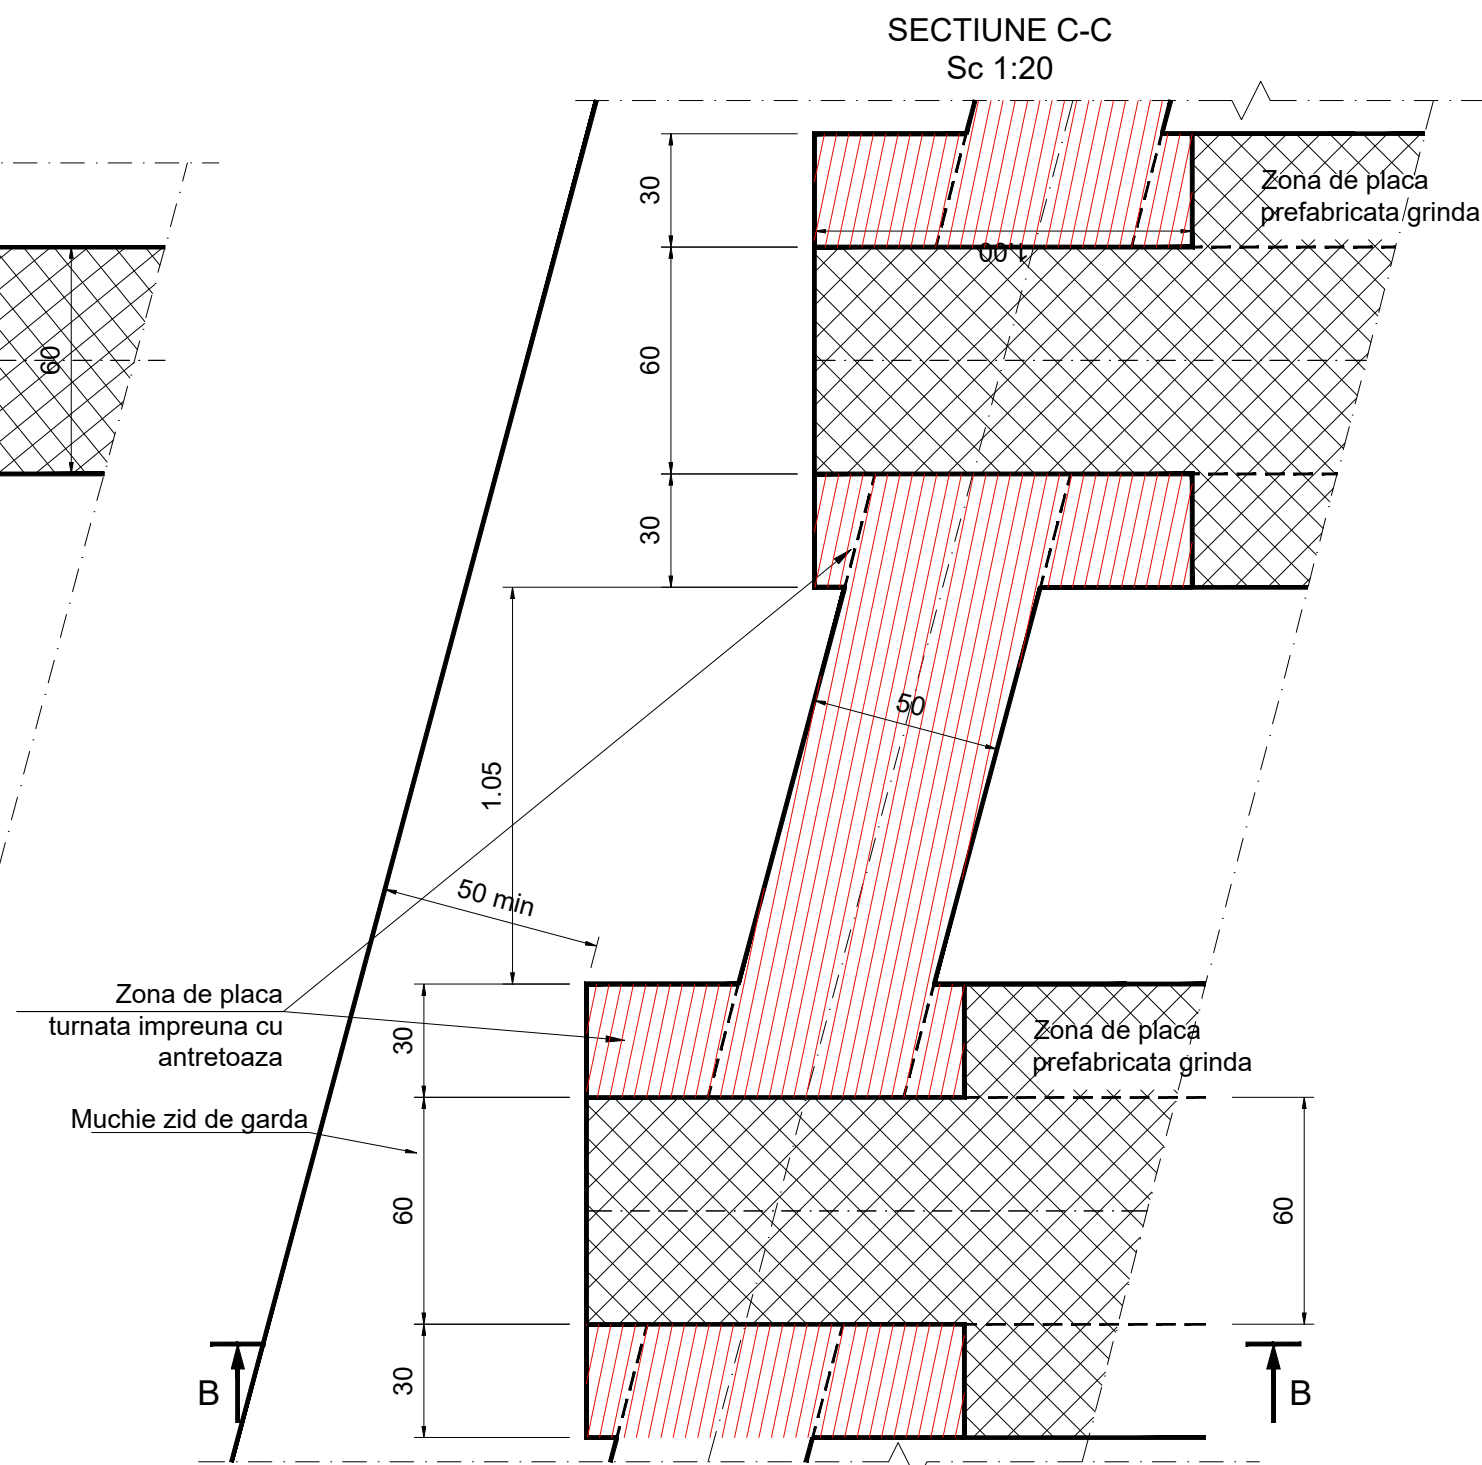 SECTIUNE C-C
Sc 1:20
30
Zona de placa
prefabricata grinda
1.00
60
60
30
50
1.05
50 min
Zona de placa
turnata impreuna cu
antretoaza
30
Zona de placa
prefabricata grinda
Muchie zid de garda
60
60
30
B
B